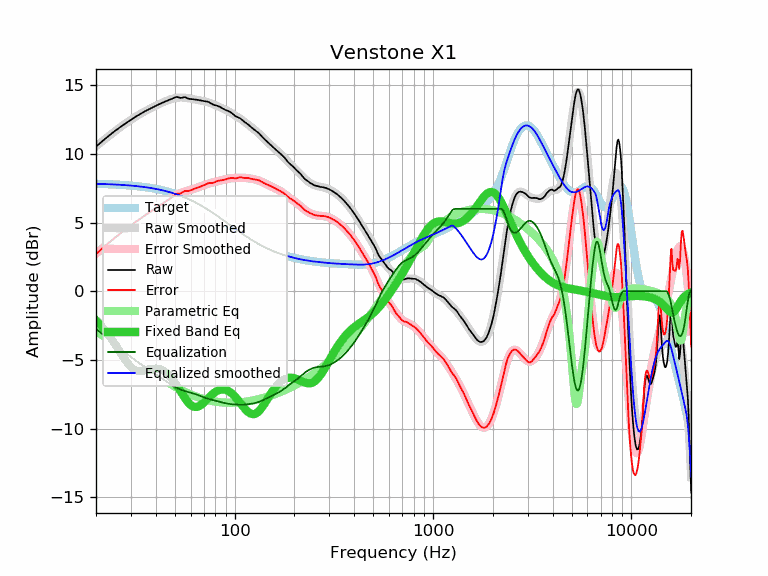 Venstone X1
Amplitude (dBr)
15
10
5
0
−5
−10
−15
Target
Raw Smoothed
Error Smoothed
Raw
Error
Parametric Eq
Fixed Band Eq
Equalization
Equalized smoothed
100
1000
10000
Frequency (Hz)